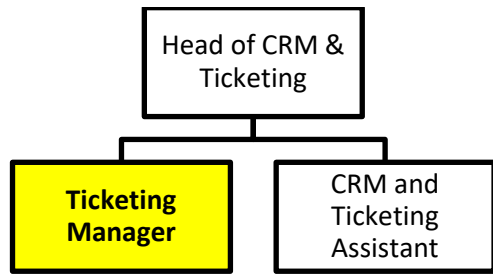 Head of CRM &
Ticketing
Ticketing
Manager
CRM and
Ticketing
Assistant